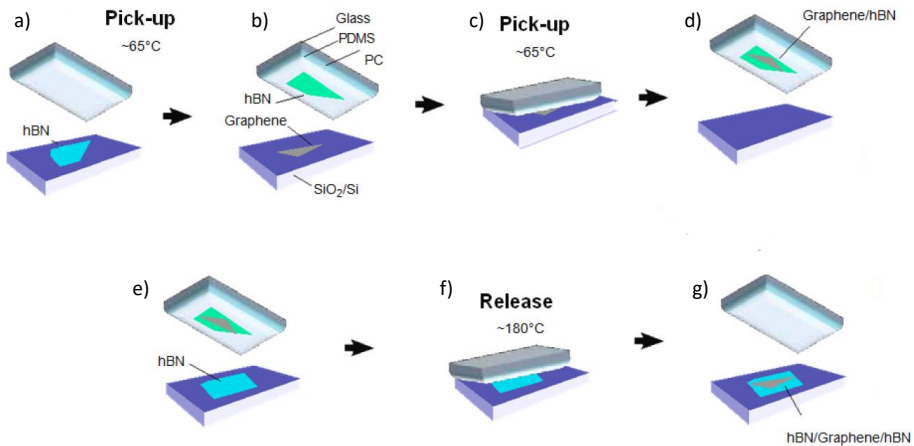 a)
Pick-up
~65°C
hBN
b)
Glass
PDMS
PC
hBN
Graphene
SiO₂/Si
c)
Pick-up
~65°C
d)
Graphene/hBN
e)
hBN
f)
Release
~180°C
g)
hBN/Graphene/hBN